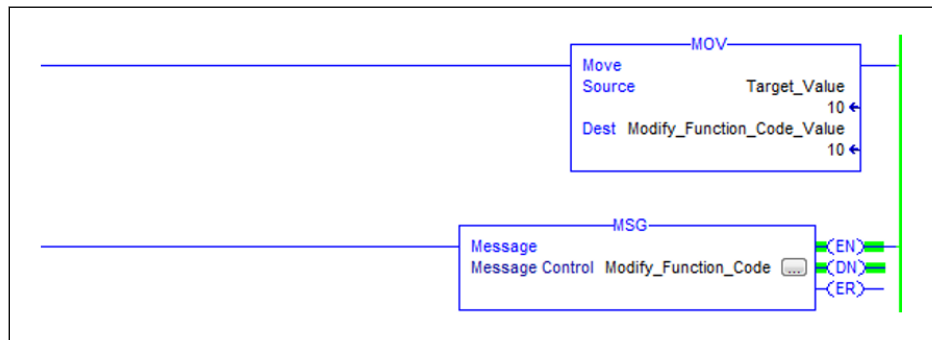 MOV
Move
Source Target_Value
10
Dest Modify_Function_Code_Value
10
MSG
Message (EN)
Message Control Modify_Function_Code ... (DN)
(ER)